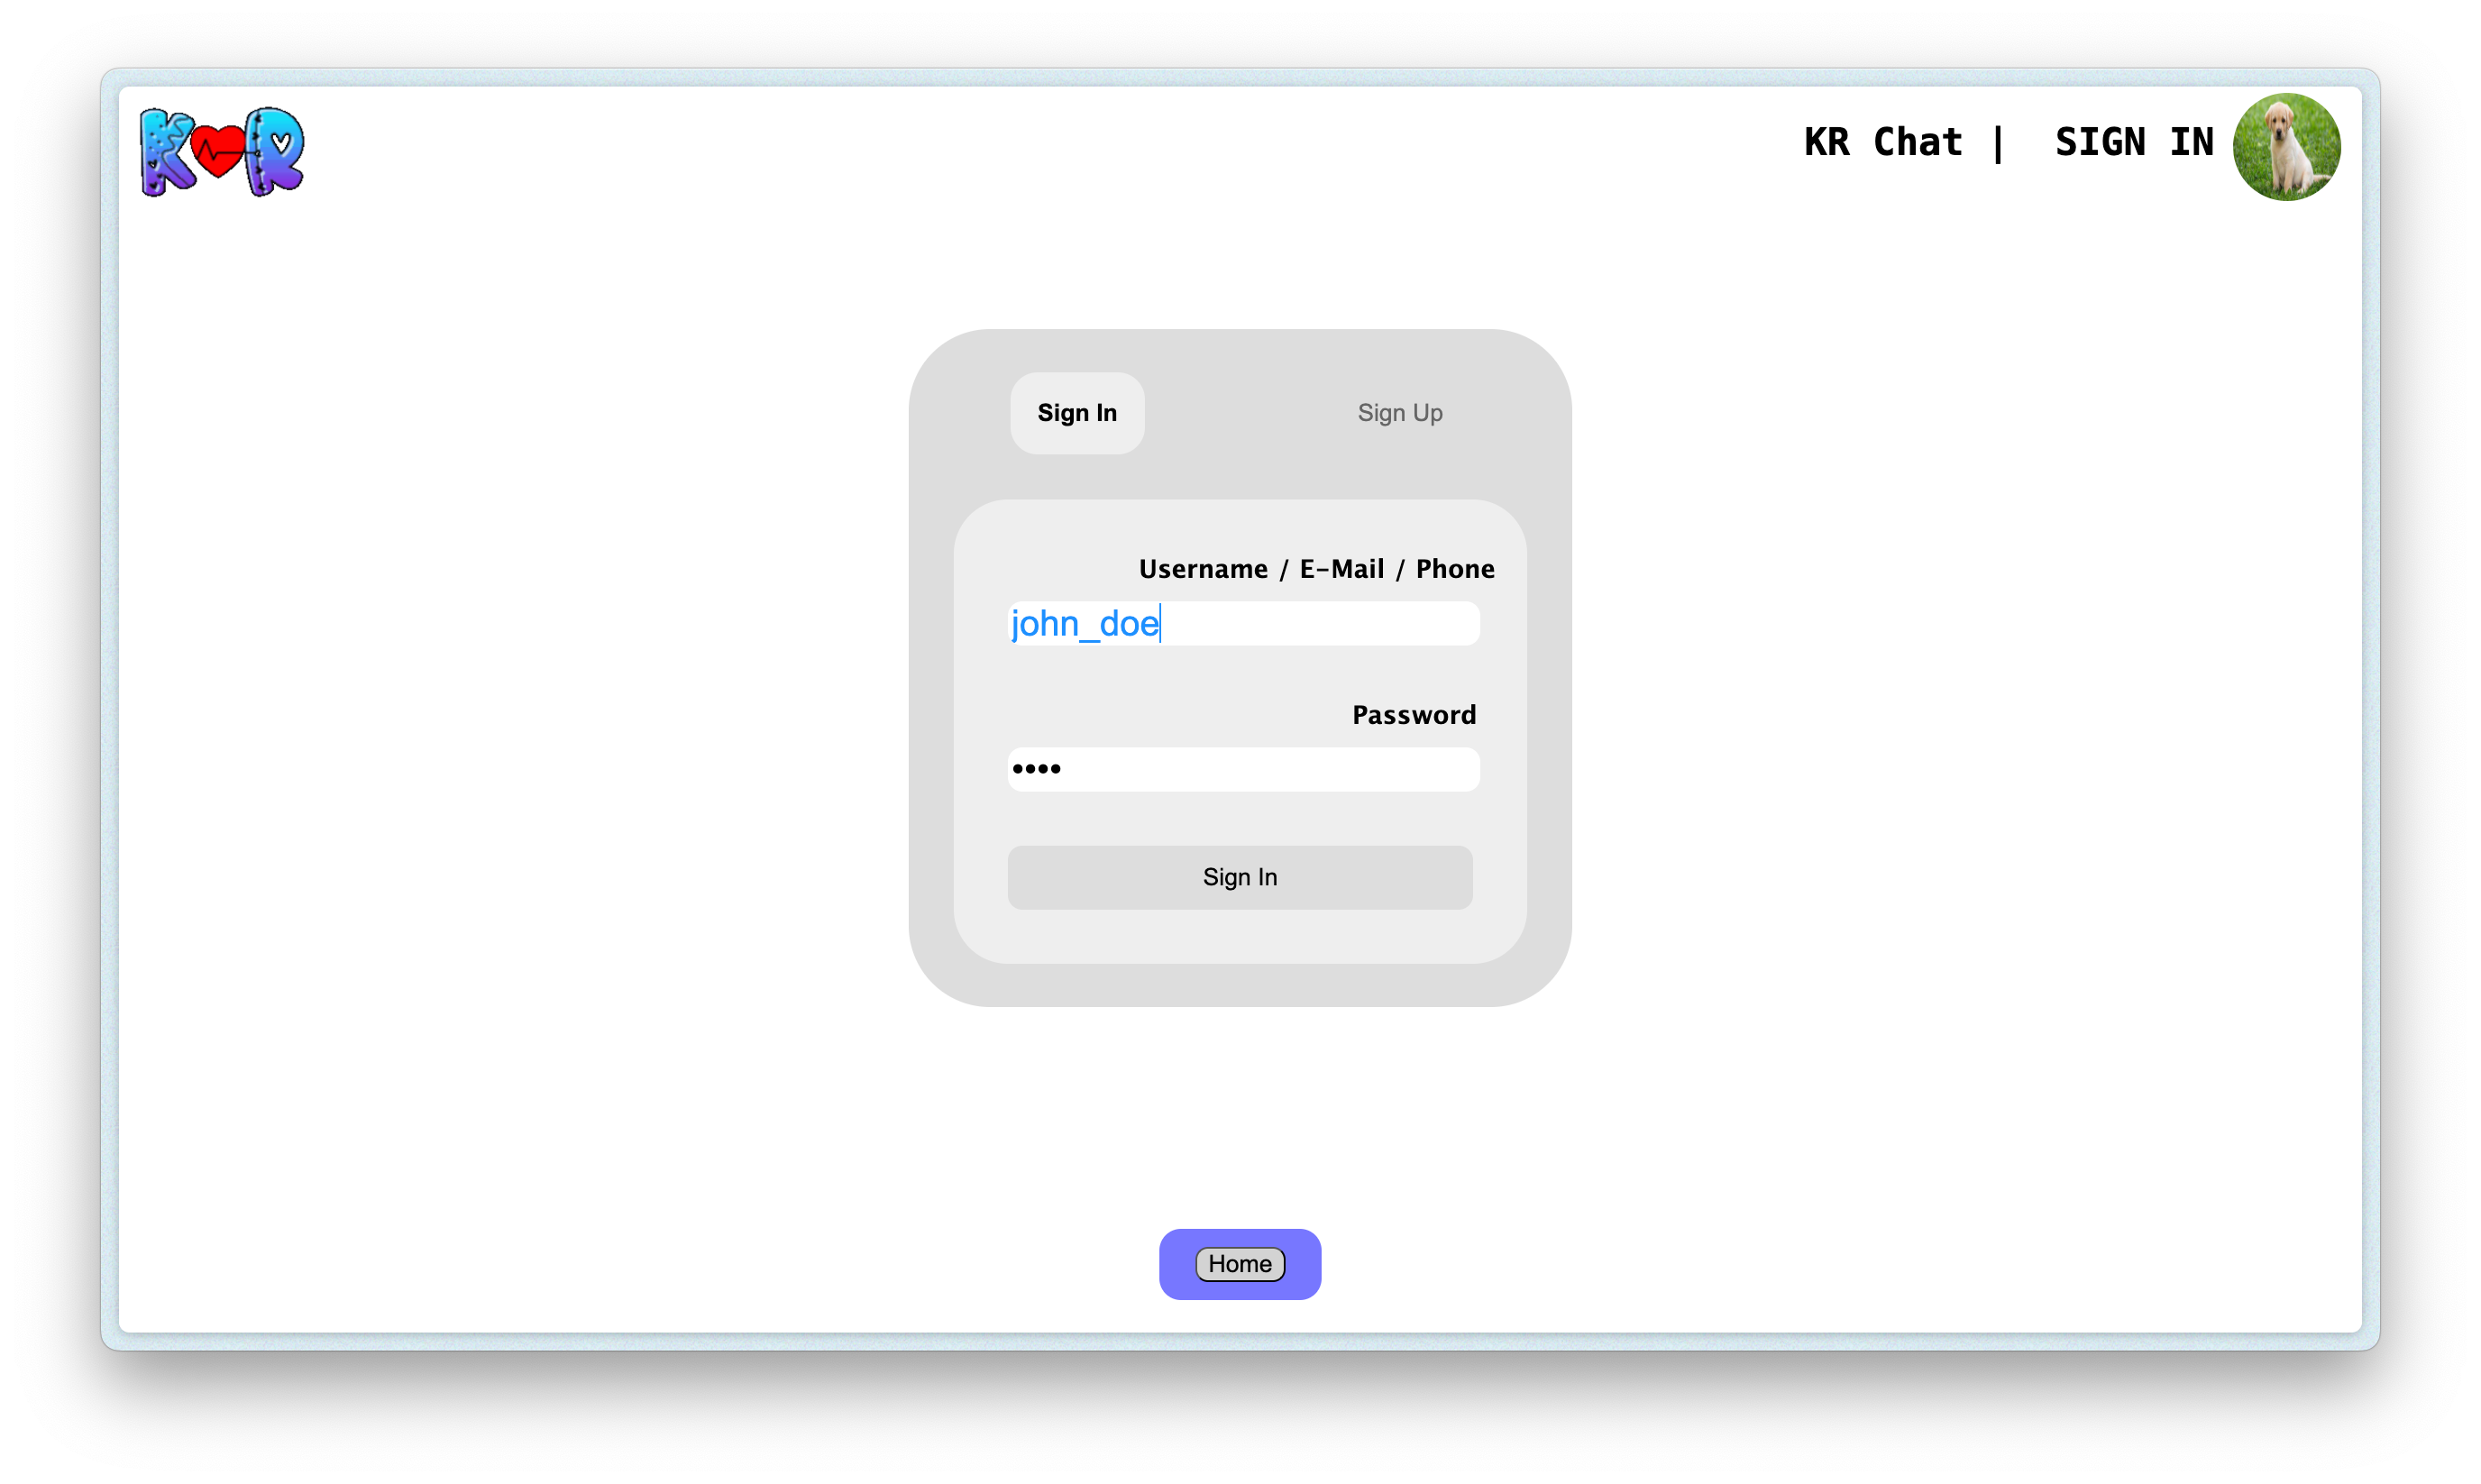 K R
KR Chat | SIGN IN
Sign In Sign Up
Username / E-Mail / Phone
john_doe
Password
••••
Sign In
Home